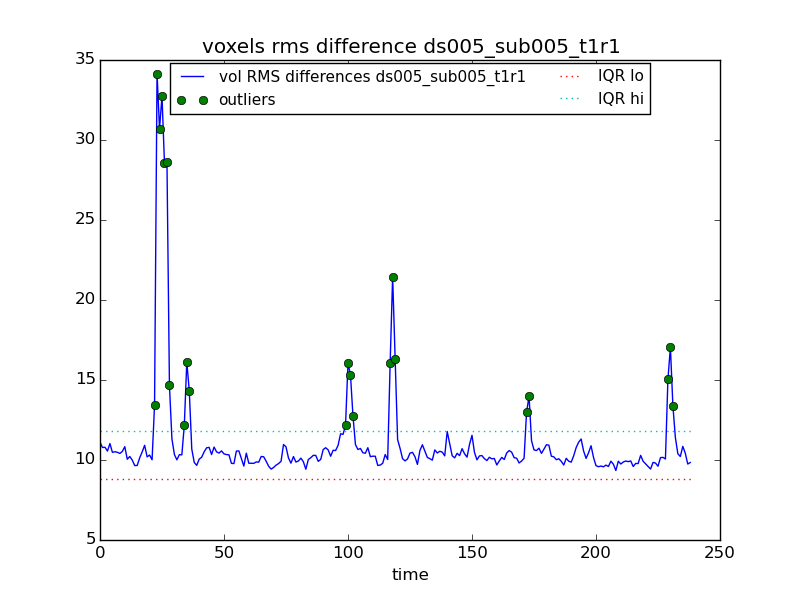 voxels rms difference ds005_sub005_t1r1
vol RMS differences ds005_sub005_t1r1
outliers
IQR lo
IQR hi
35
30
25
20
15
10
5
0 50 100 150 200 250
time